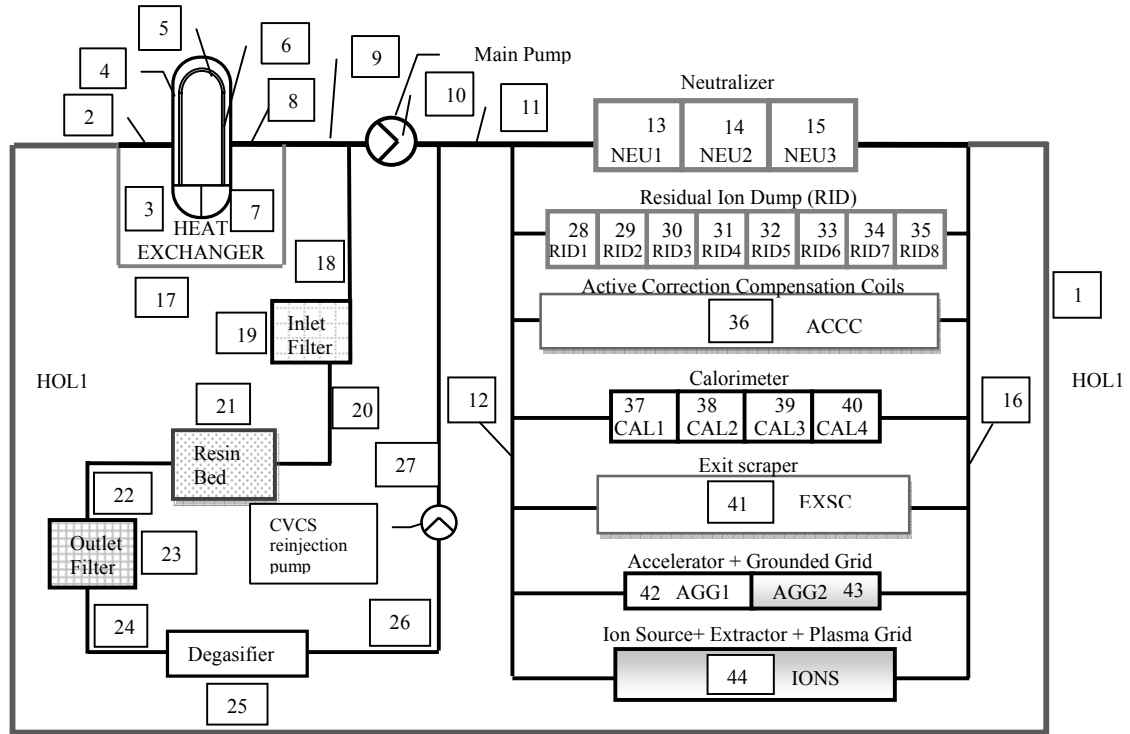 5
6
4
9
Main Pump
10
2
8
11
Neutralizer
13
14
15
NEU1
NEU2
NEU3
3
7
HEAT
EXCHANGER
17
18
Residual Ion Dump (RID)
28
29
30
31
32
33
34
35
RID1
RID2
RID3
RID4
RID5
RID6
RID7
RID8
Active Correction Compensation Coils
36
ACCC
1
19
Inlet
Filter
HOL1
HOL1
20
21
12
16
Calorimeter
37
38
39
40
CAL1
CAL2
CAL3
CAL4
Resin
Bed
22
27
Exit scraper
41
EXSC
CVCS
reinjection
pump
Outlet
Filter
23
Accelerator + Grounded Grid
42
AGG1
AGG2
43
24
26
Degasifier
25
Ion Source+ Extractor + Plasma Grid
44
IONS